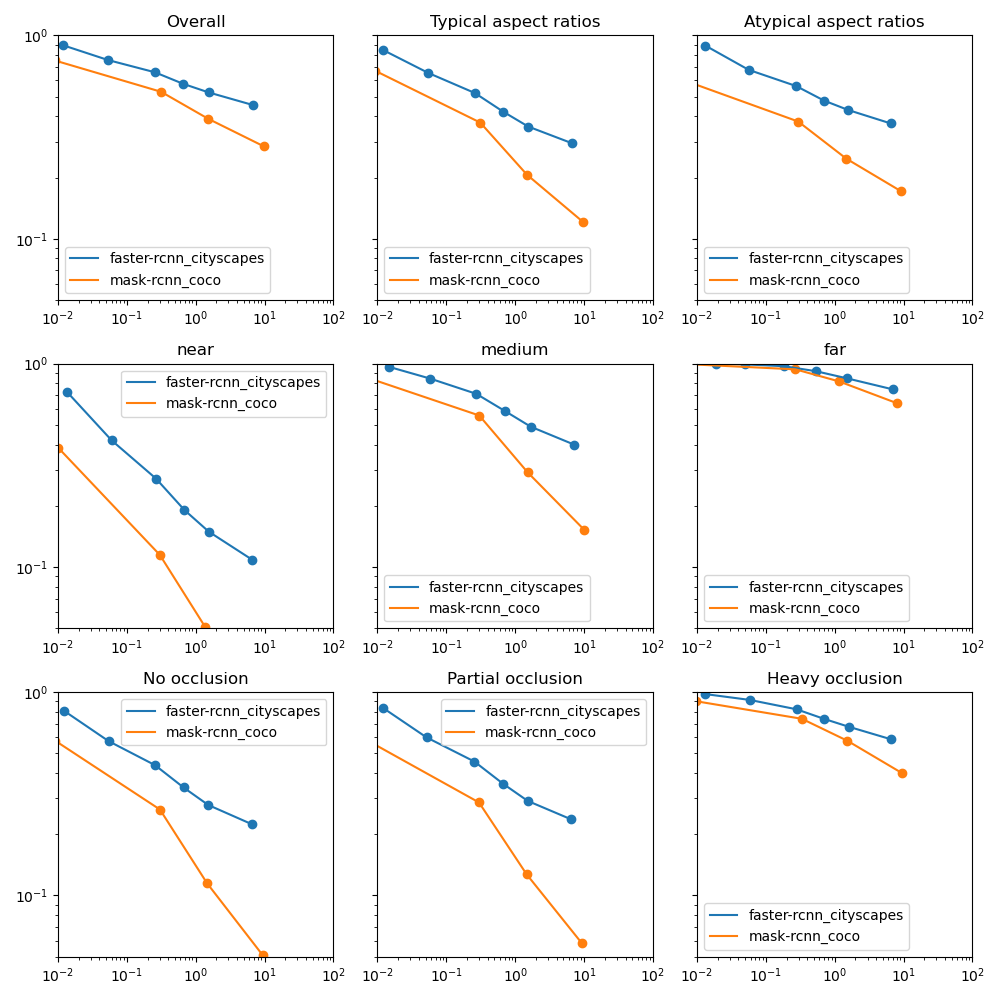 Overall
Typical aspect ratios
Atypical aspect ratios
10⁰
10⁻¹
faster-rcnn_cityscapes
mask-rcnn_coco
faster-rcnn_cityscapes
mask-rcnn_coco
faster-rcnn_cityscapes
mask-rcnn_coco
10⁻² 10⁻¹ 10⁰ 10¹ 10²
10⁻² 10⁻¹ 10⁰ 10¹ 10²
10⁻² 10⁻¹ 10⁰ 10¹ 10²
near
medium
far
10⁰
10⁻¹
faster-rcnn_cityscapes
mask-rcnn_coco
faster-rcnn_cityscapes
mask-rcnn_coco
faster-rcnn_cityscapes
mask-rcnn_coco
10⁻² 10⁻¹ 10⁰ 10¹ 10²
10⁻² 10⁻¹ 10⁰ 10¹ 10²
10⁻² 10⁻¹ 10⁰ 10¹ 10²
No occlusion
Partial occlusion
Heavy occlusion
10⁰
10⁻¹
faster-rcnn_cityscapes
mask-rcnn_coco
faster-rcnn_cityscapes
mask-rcnn_coco
faster-rcnn_cityscapes
mask-rcnn_coco
10⁻² 10⁻¹ 10⁰ 10¹ 10²
10⁻² 10⁻¹ 10⁰ 10¹ 10²
10⁻² 10⁻¹ 10⁰ 10¹ 10²